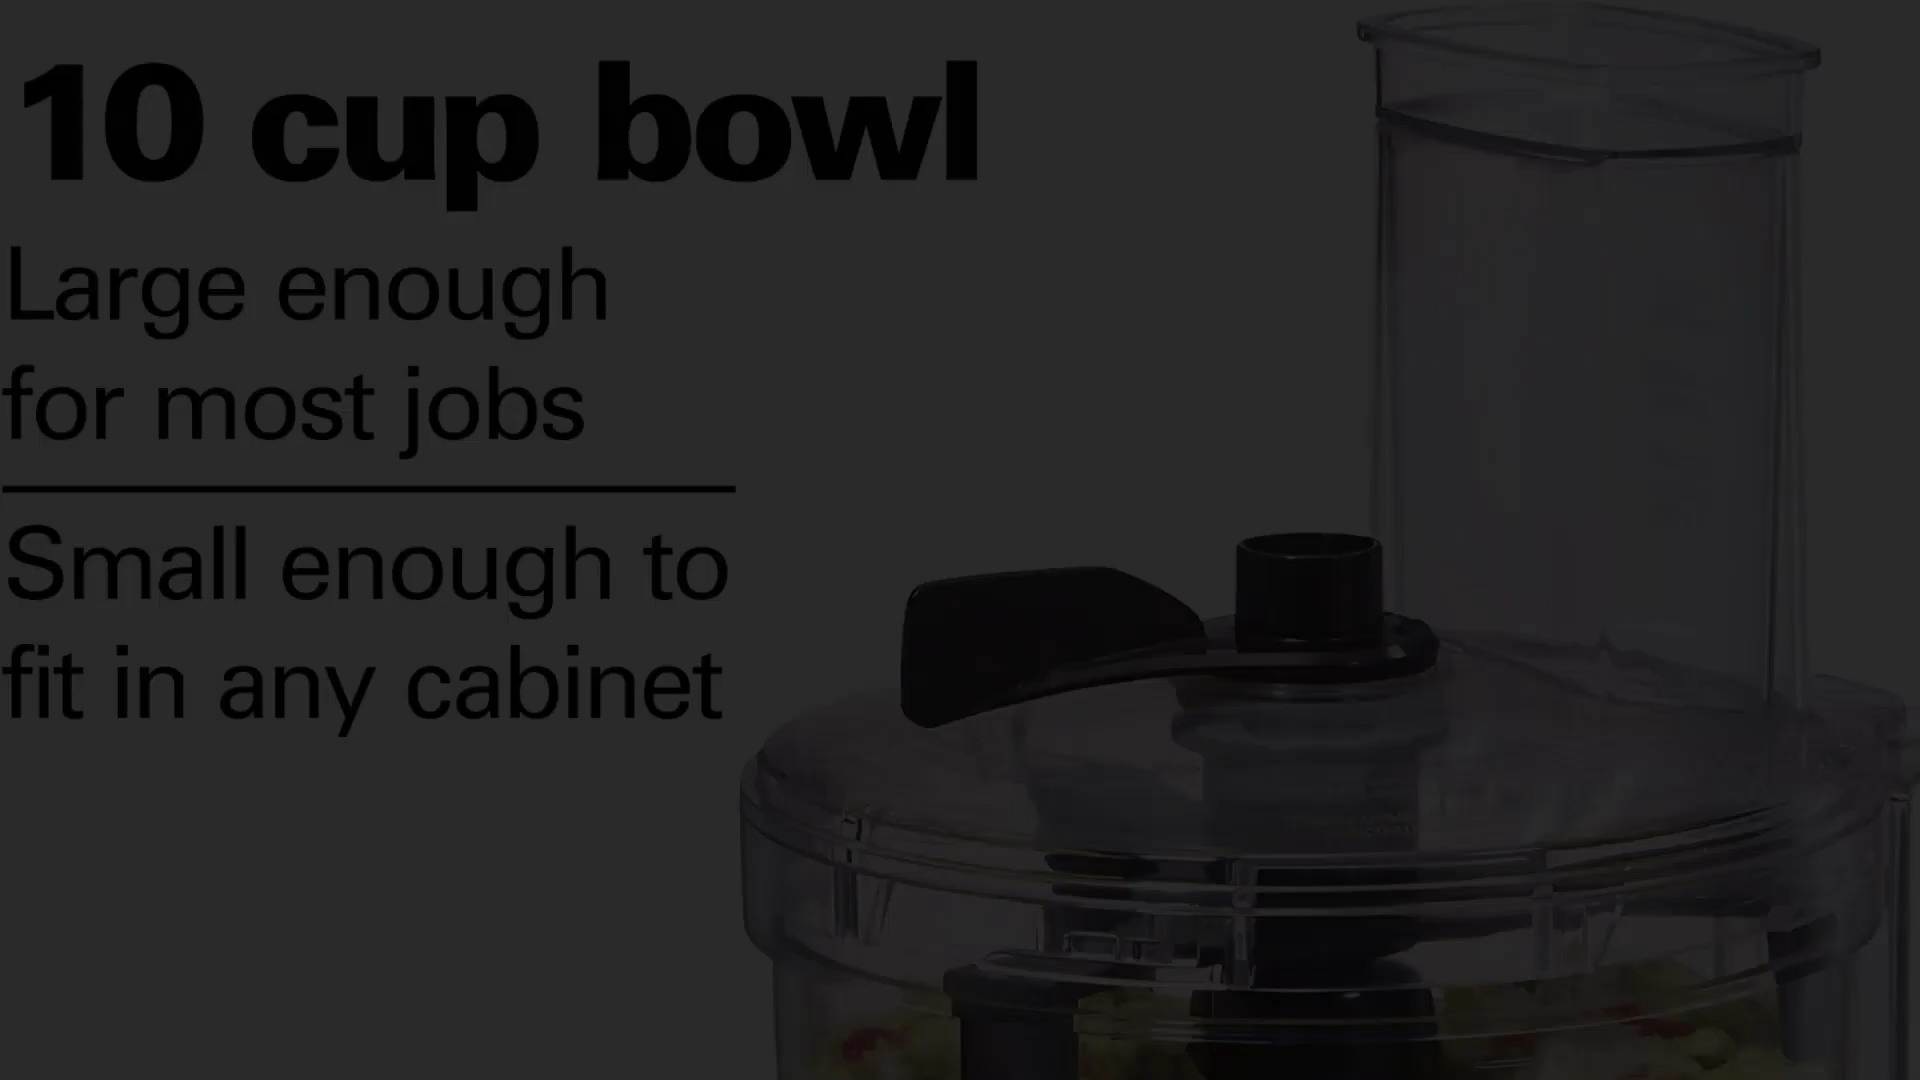 10 cup bowl
Large enough
for most jobs
Small enough to
fit in any cabinet